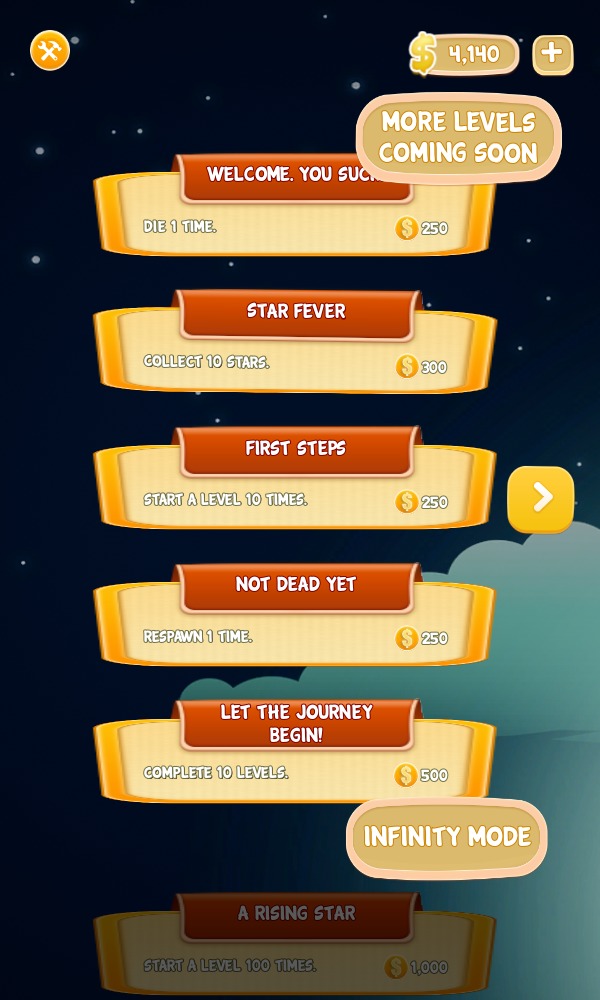 4,140
MORE LEVELS
COMING SOON
WELCOME. YOU
DIE 1 TIME.
250
STAR FEVER
COLLECT 10 STARS.
300
FIRST STEPS
START A LEVEL 10 TIMES.
250
NOT DEAD YET
RESPAWN 1 TIME.
250
LET THE JOURNEY
BEGIN!
COMPLETE 10 LEVELS.
500
INFINITY MODE
A RISING STAR
START A LEVEL 100 TIMES.
1,000